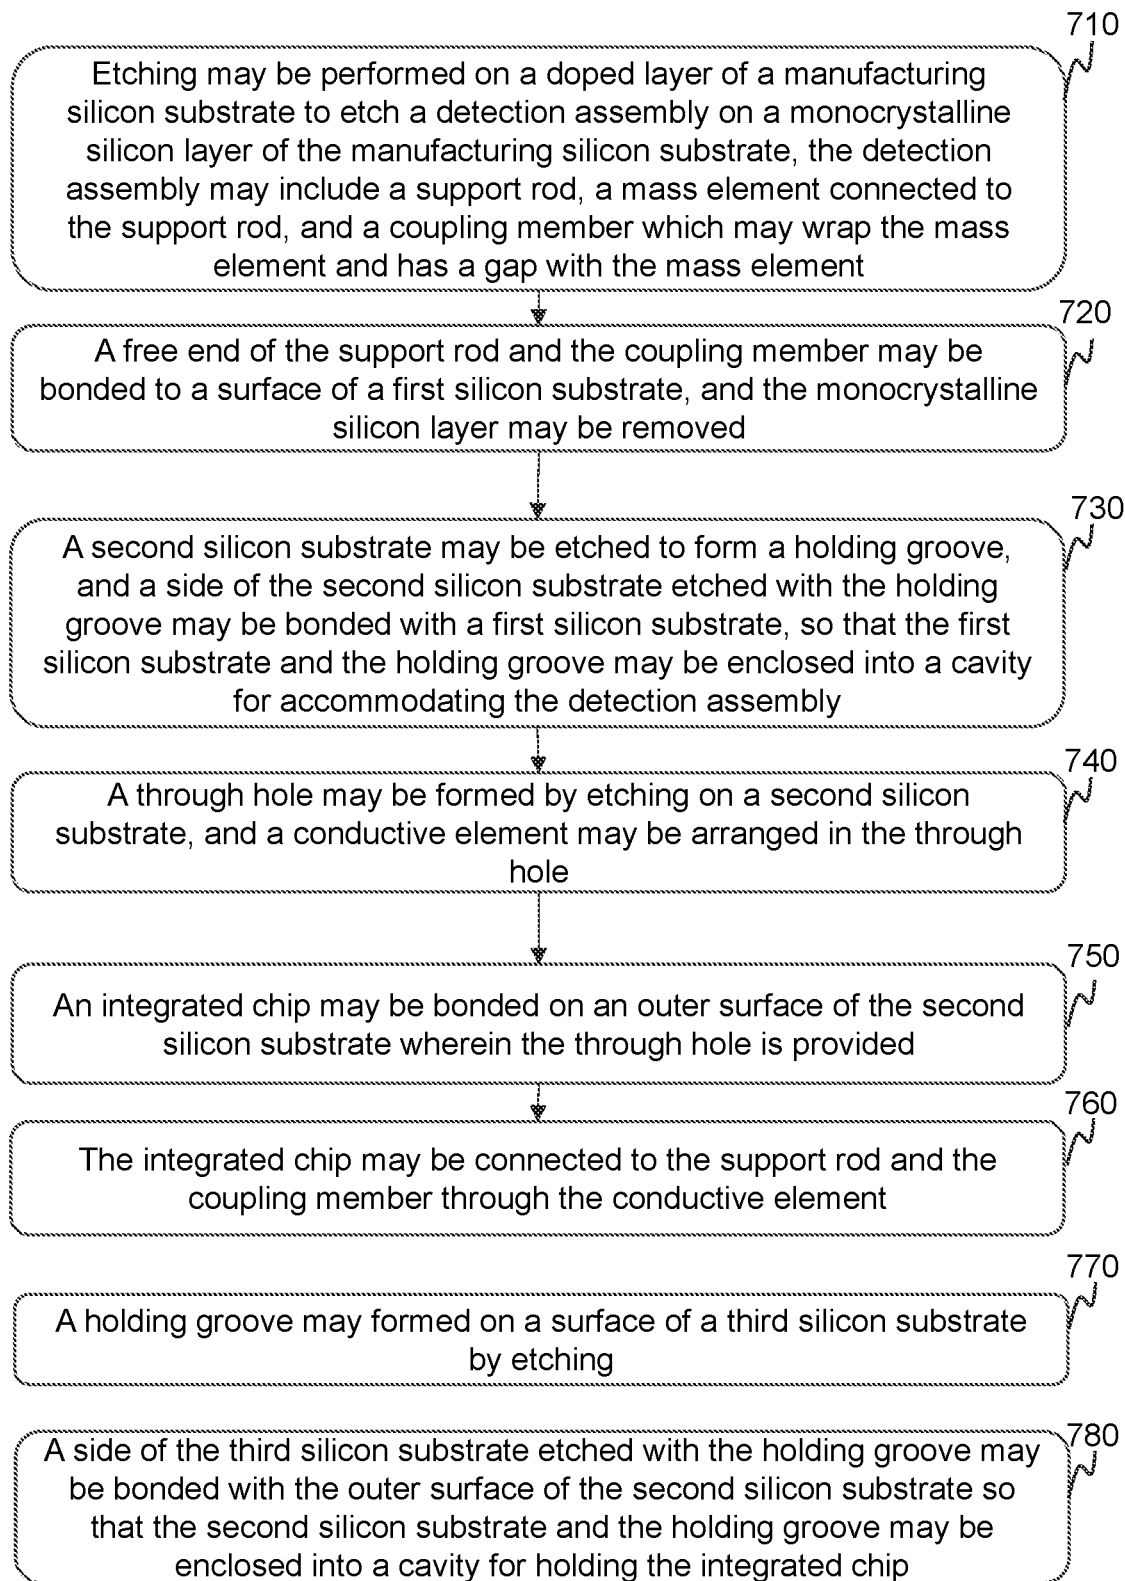 710
Etching may be performed on a doped layer of a manufacturing
silicon substrate to etch a detection assembly on a monocrystalline
silicon layer of the manufacturing silicon substrate, the detection
assembly may include a support rod, a mass element connected to
the support rod, and a coupling member which may wrap the mass
element and has a gap with the mass element
720
A free end of the support rod and the coupling member may be
bonded to a surface of a first silicon substrate, and the monocrystalline
silicon layer may be removed
730
A second silicon substrate may be etched to form a holding groove,
and a side of the second silicon substrate etched with the holding
groove may be bonded with a first silicon substrate, so that the first
silicon substrate and the holding groove may be enclosed into a cavity
for accommodating the detection assembly
740
A through hole may be formed by etching on a second silicon
substrate, and a conductive element may be arranged in the through
hole
750
An integrated chip may be bonded on an outer surface of the second
silicon substrate wherein the through hole is provided
760
The integrated chip may be connected to the support rod and the
coupling member through the conductive element
770
A holding groove may formed on a surface of a third silicon substrate
by etching
780
A side of the third silicon substrate etched with the holding groove may
be bonded with the outer surface of the second silicon substrate so
that the second silicon substrate and the holding groove may be
enclosed into a cavity for holding the integrated chip